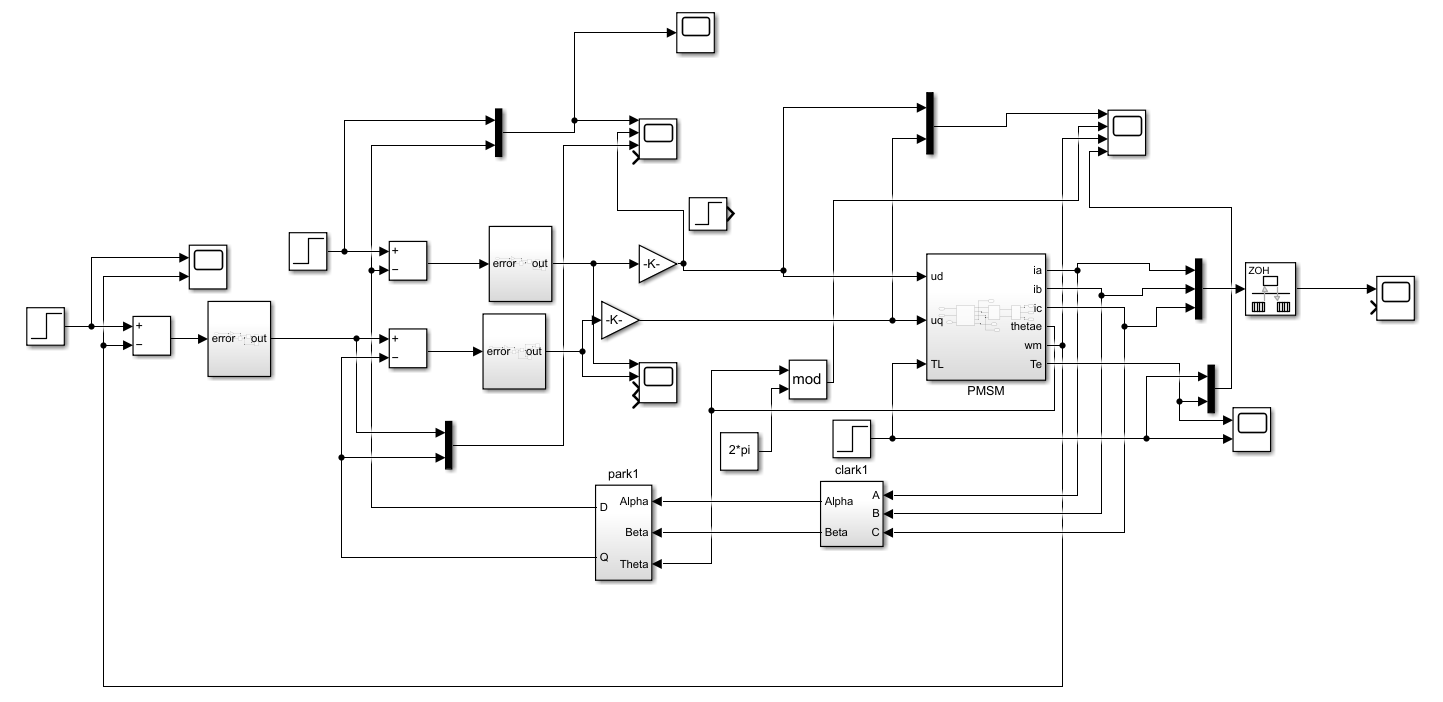 +
−
error
out
+
−
error
out
-K-
+
−
error
out
-K-
ud
uq
TL
ia
ib
ic
thetae
wm
Te
PMSM
ZOH
mod
2*pi
clark1
Alpha
Beta
A
B
C
park1
D
Q
Alpha
Beta
Theta